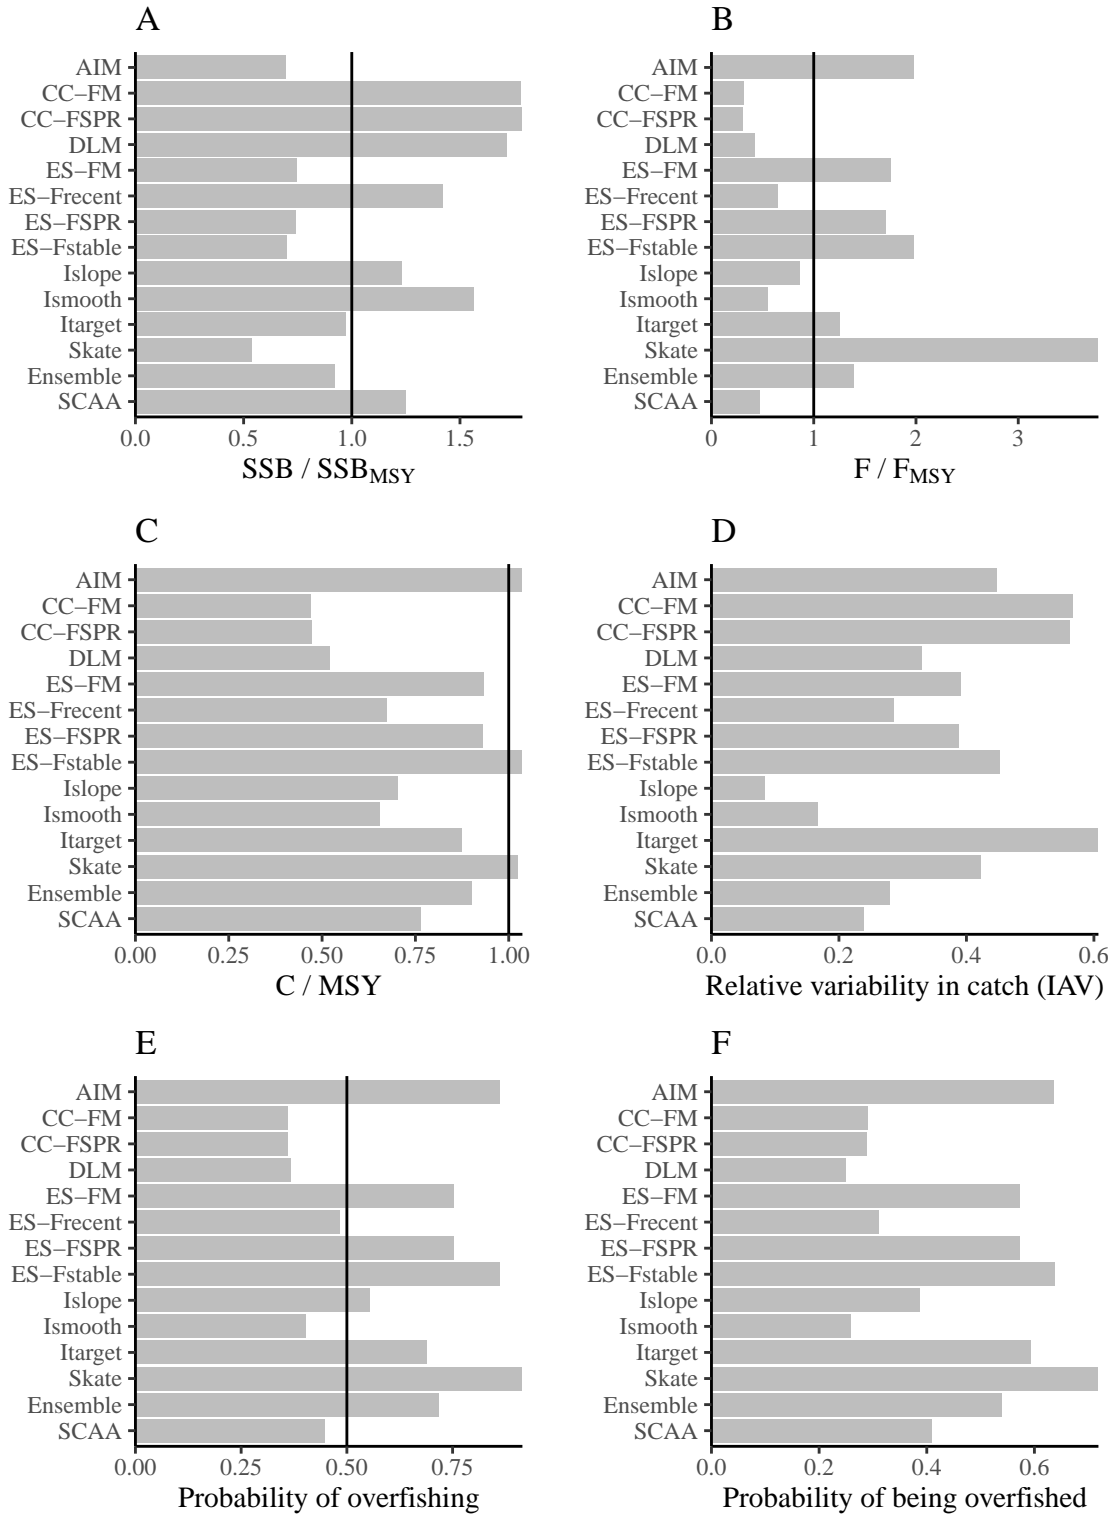 A
AIM
CC−FM
CC−FSPR
DLM
ES−FM
ES−Frecent
ES−FSPR
ES−Fstable
Islope
Ismooth
Itarget
Skate
Ensemble
SCAA
0.0 0.5 1.0 1.5
SSB / SSBMSY
B
AIM
CC−FM
CC−FSPR
DLM
ES−FM
ES−Frecent
ES−FSPR
ES−Fstable
Islope
Ismooth
Itarget
Skate
Ensemble
SCAA
0 1 2 3
F / FMSY
C
AIM
CC−FM
CC−FSPR
DLM
ES−FM
ES−Frecent
ES−FSPR
ES−Fstable
Islope
Ismooth
Itarget
Skate
Ensemble
SCAA
0.00 0.25 0.50 0.75 1.00
C / MSY
D
AIM
CC−FM
CC−FSPR
DLM
ES−FM
ES−Frecent
ES−FSPR
ES−Fstable
Islope
Ismooth
Itarget
Skate
Ensemble
SCAA
0.0 0.2 0.4 0.6
Relative variability in catch (IAV)
E
AIM
CC−FM
CC−FSPR
DLM
ES−FM
ES−Frecent
ES−FSPR
ES−Fstable
Islope
Ismooth
Itarget
Skate
Ensemble
SCAA
0.00 0.25 0.50 0.75
Probability of overfishing
F
AIM
CC−FM
CC−FSPR
DLM
ES−FM
ES−Frecent
ES−FSPR
ES−Fstable
Islope
Ismooth
Itarget
Skate
Ensemble
SCAA
0.0 0.2 0.4 0.6
Probability of being overfished